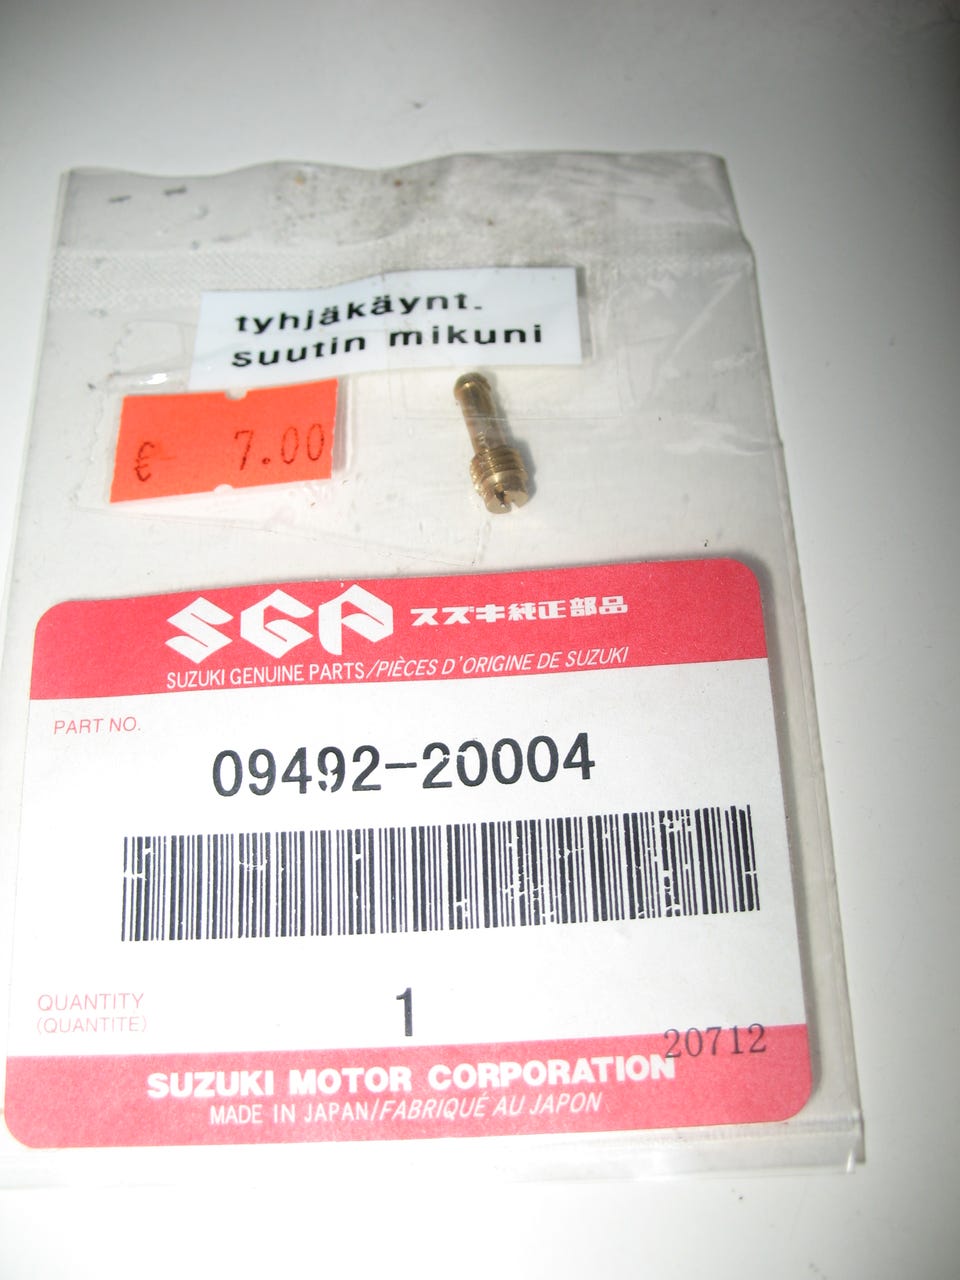 tyhjäkäynt.
suutin mikuni
€ 7.00
SGP スズキ純正部品
SUZUKI GENUINE PARTS/PIÈCES D'ORIGINE DE SUZUKI
PART NO.
09492-20004
QUANTITY 1
(QUANTITÉ)
20712
SUZUKI MOTOR CORPORATION
MADE IN JAPAN/FABRIQUÉ AU JAPON